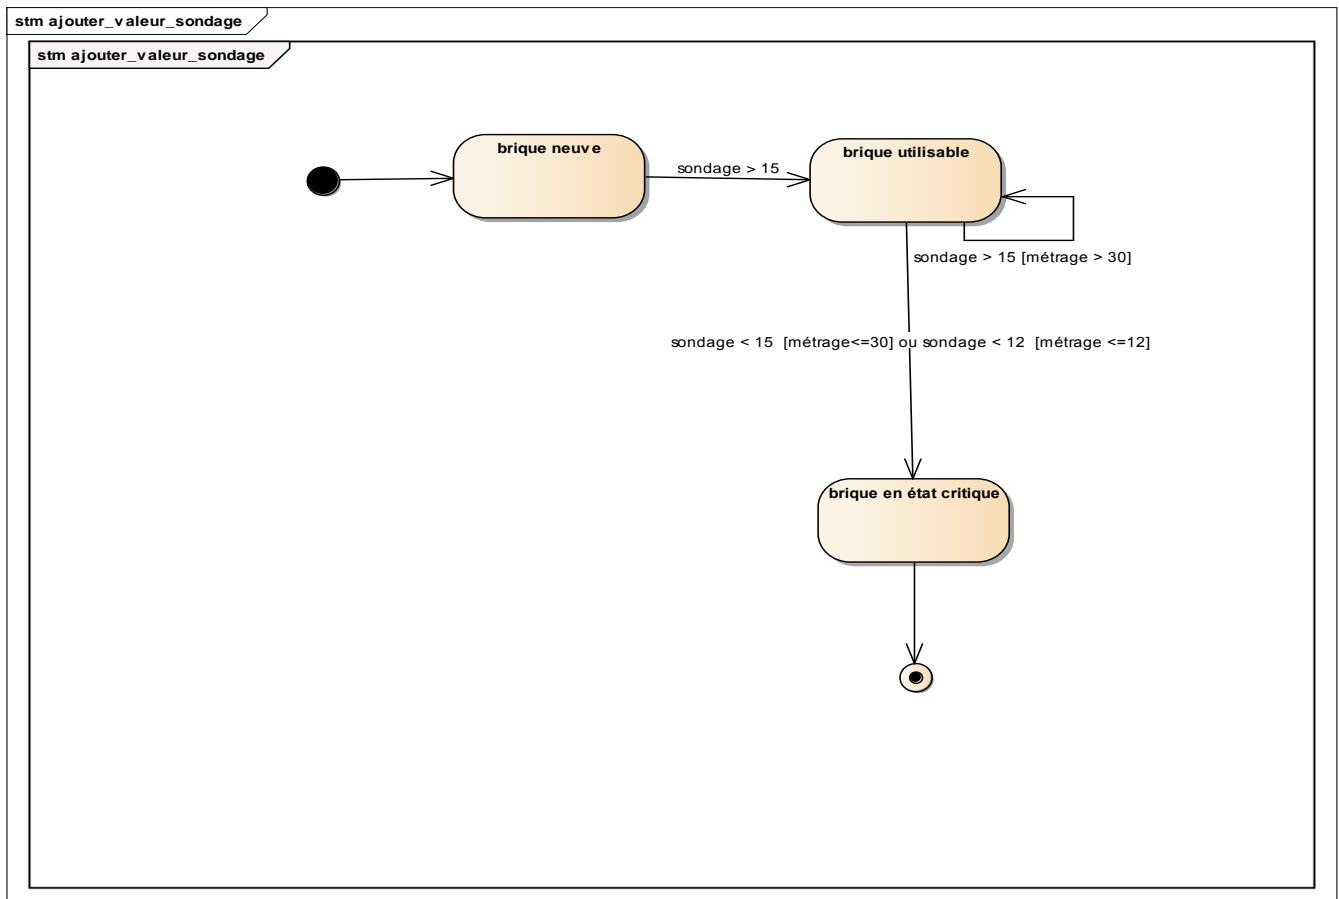 stm ajouter_valeur_sondage
stm ajouter_valeur_sondage
brique neuve
sondage > 15
brique utilisable
sondage > 15 [métrage > 30]
sondage < 15  [métrage<=30] ou sondage < 12  [métrage <=12]
brique en état critique